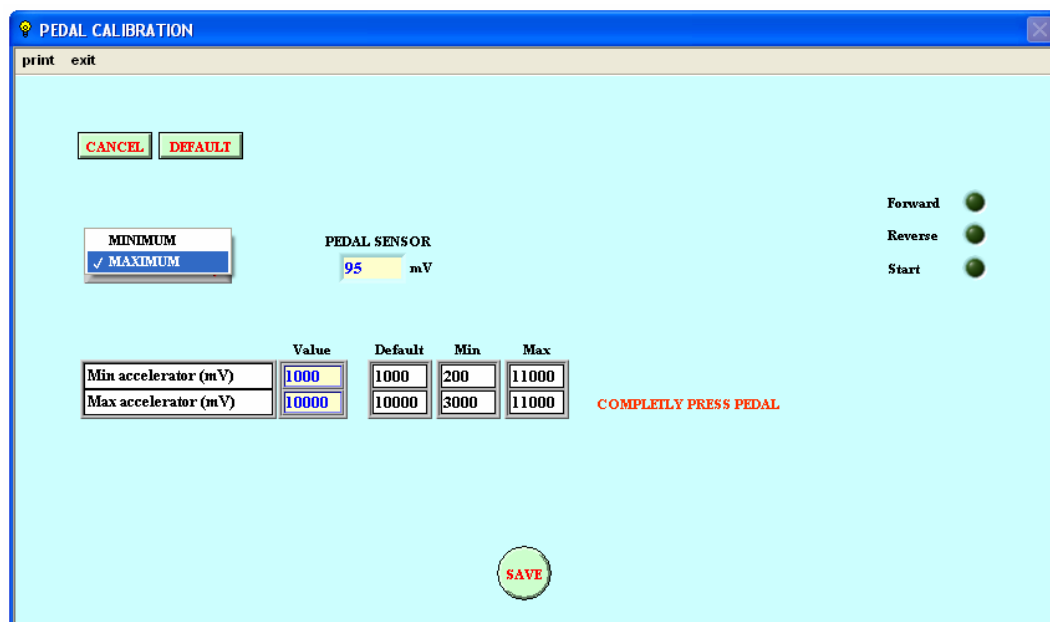 PEDAL CALIBRATION
print exit
CANCEL DEFAULT
Forward
Reverse
Start
MINIMUM
✓ MAXIMUM
PEDAL SENSOR
95 mV
Value Default Min Max
Min accelerator (mV) 1000 1000 200 11000
Max accelerator (mV) 10000 10000 3000 11000 COMPLETLY PRESS PEDAL
SAVE